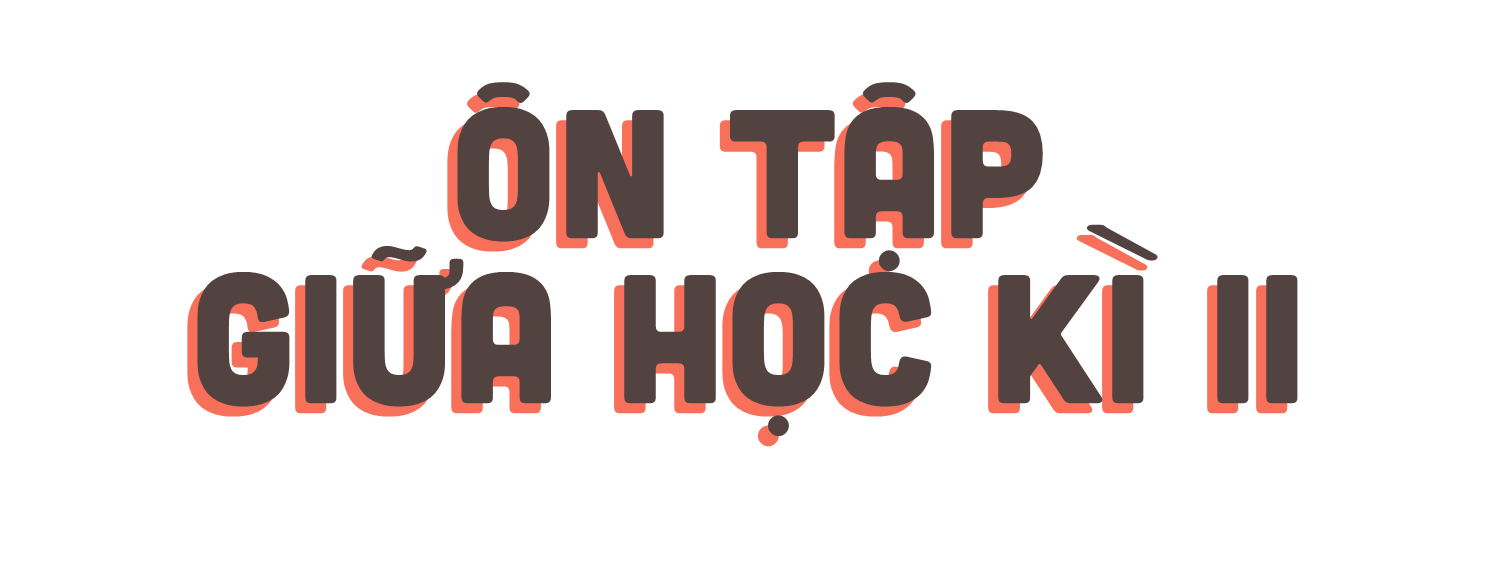 ÔN TẬP
GIỮA HỌC KÌ II